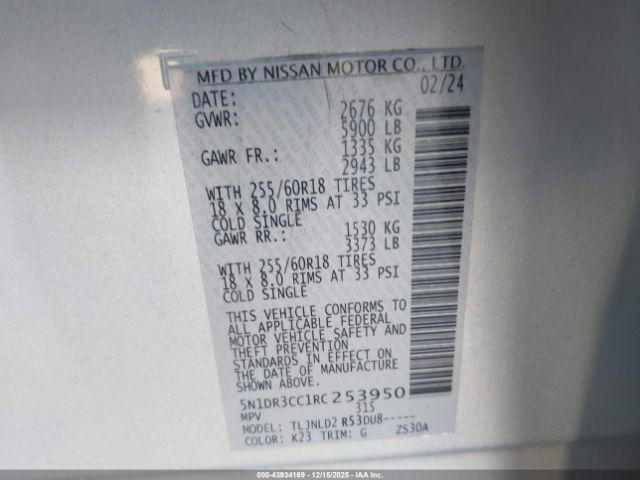 MFD BY NISSAN MOTOR CO., LTD.
DATE: 02/24
GVWR: 2676 KG
5900 LB
GAWR FR.: 1335 KG
2943 LB
WITH 255/60R18 TIRES
18 X 8.0 RIMS AT 33 PSI
COLD SINGLE
GAWR RR.: 1530 KG
3373 LB
WITH 255/60R18 TIRES
18 X 8.0 RIMS AT 33 PSI
COLD SINGLE
THIS VEHICLE CONFORMS TO
ALL APPLICABLE FEDERAL
MOTOR VEHICLE SAFETY AND
THEFT PREVENTION
STANDARDS IN EFFECT ON
THE DATE OF MANUFACTURE
SHOWN ABOVE.
5N1DR3CC1RC253950
MPV 315
MODEL: TLJNLD2 R53DU8-----
COLOR: K23 TRIM: G ZS30A
000-43934169 - 12/15/2025 - IAAI.COM